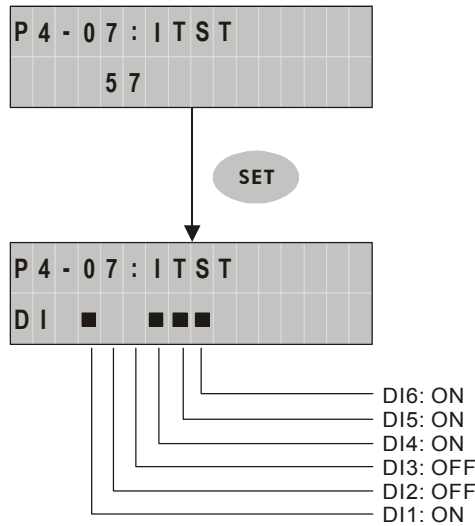 P4-07:ITST
57
SET
P4-07:ITST
DI ■  ■■■
DI6: ON
DI5: ON
DI4: ON
DI3: OFF
DI2: OFF
DI1: ON